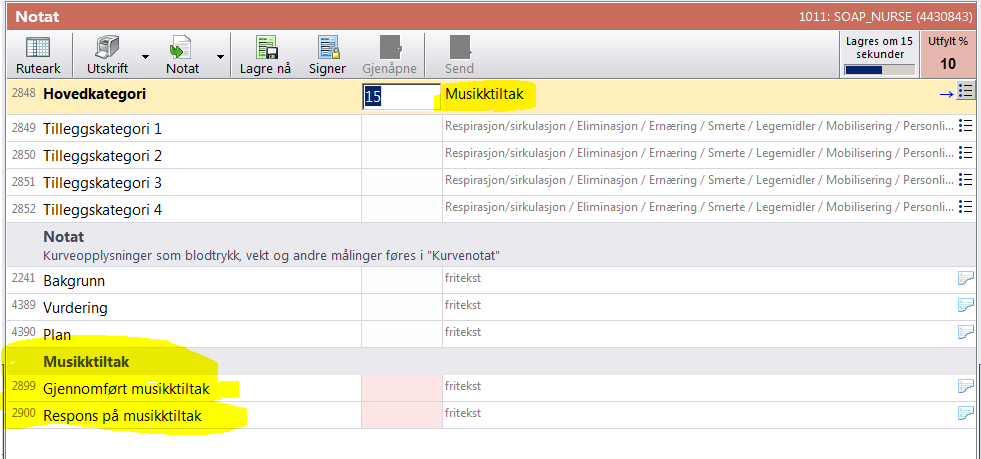 Notat 1011: SOAP_NURSE (4430843)
Ruteark Utskrift Notat Lagre nå Signer Gjenåpne Send
Lagres om 15
sekunder
Utfylt %
10
2848 Hovedkategori 15 Musikktiltak
2849 Tilleggskategori 1 Respirasjon/sirkulasjon / Eliminasjon / Ernæring / Smerte / Legemidler / Mobilisering / Personli...
2850 Tilleggskategori 2 Respirasjon/sirkulasjon / Eliminasjon / Ernæring / Smerte / Legemidler / Mobilisering / Personli...
2851 Tilleggskategori 3 Respirasjon/sirkulasjon / Eliminasjon / Ernæring / Smerte / Legemidler / Mobilisering / Personli...
2852 Tilleggskategori 4 Respirasjon/sirkulasjon / Eliminasjon / Ernæring / Smerte / Legemidler / Mobilisering / Personli...
Notat
Kurveopplysninger som blodtrykk, vekt og andre målinger føres i "Kurvenotat"
2241 Bakgrunn fritekst
4389 Vurdering fritekst
4390 Plan fritekst
Musikktiltak
2899 Gjennomført musikktiltak fritekst
2900 Respons på musikktiltak fritekst